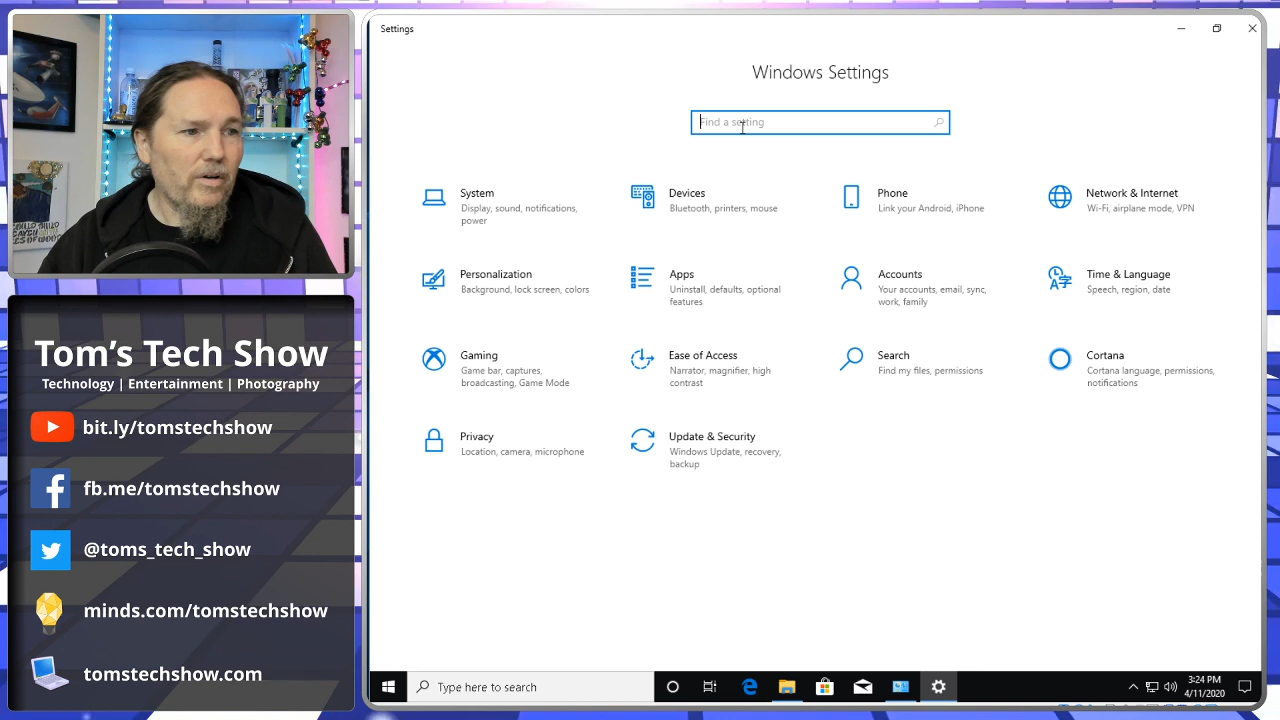 Settings
Windows Settings
Find a setting
System
Display, sound, notifications,
power
Devices
Bluetooth, printers, mouse
Phone
Link your Android, iPhone
Network & Internet
Wi-Fi, airplane mode, VPN
Personalization
Background, lock screen, colors
Apps
Uninstall, defaults, optional
features
Accounts
Your accounts, email, sync,
work, family
Time & Language
Speech, region, date
Gaming
Game bar, captures,
broadcasting, Game Mode
Ease of Access
Narrator, magnifier, high
contrast
Search
Find my files, permissions
Cortana
Cortana language, permissions,
notifications
Privacy
Location, camera, microphone
Update & Security
Windows Update, recovery,
backup
Tom's Tech Show
Technology | Entertainment | Photography
bit.ly/tomstechshow
fb.me/tomstechshow
@toms_tech_show
minds.com/tomstechshow
tomstechshow.com
Type here to search
3:24 PM
4/11/2020